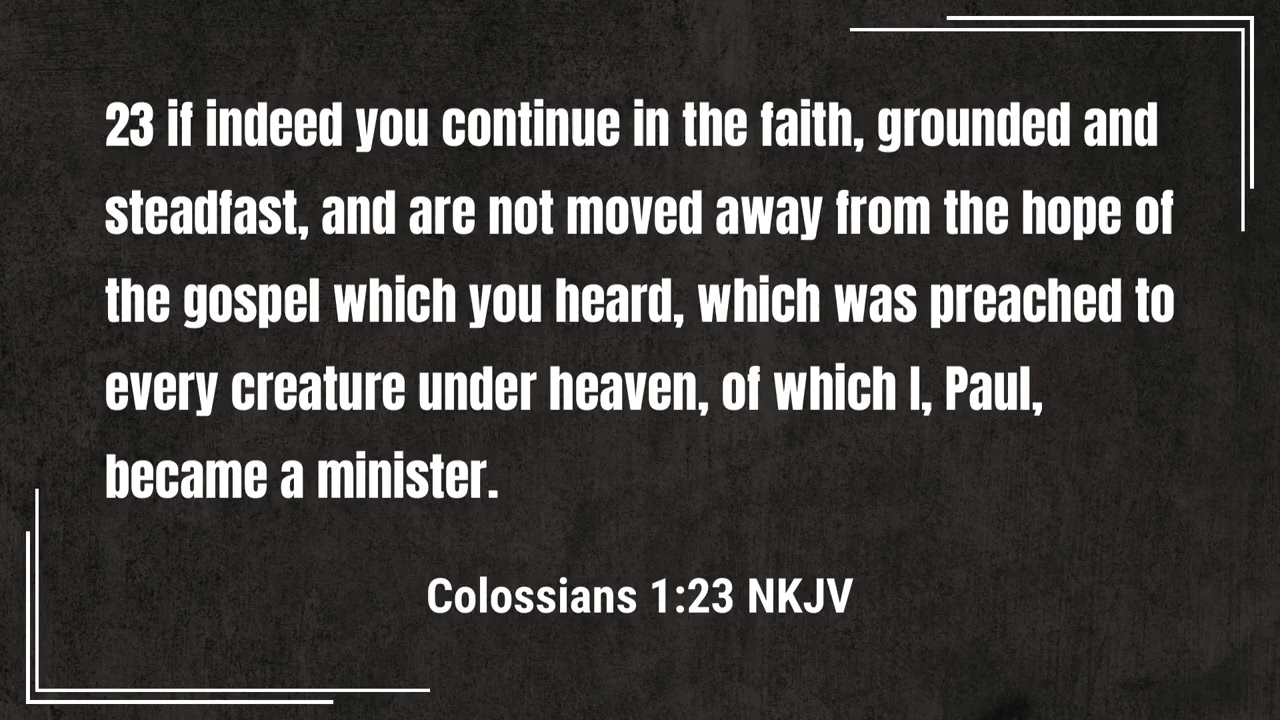 23 if indeed you continue in the faith, grounded and
steadfast, and are not moved away from the hope of
the gospel which you heard, which was preached to
every creature under heaven, of which I, Paul,
became a minister.
Colossians 1:23 NKJV